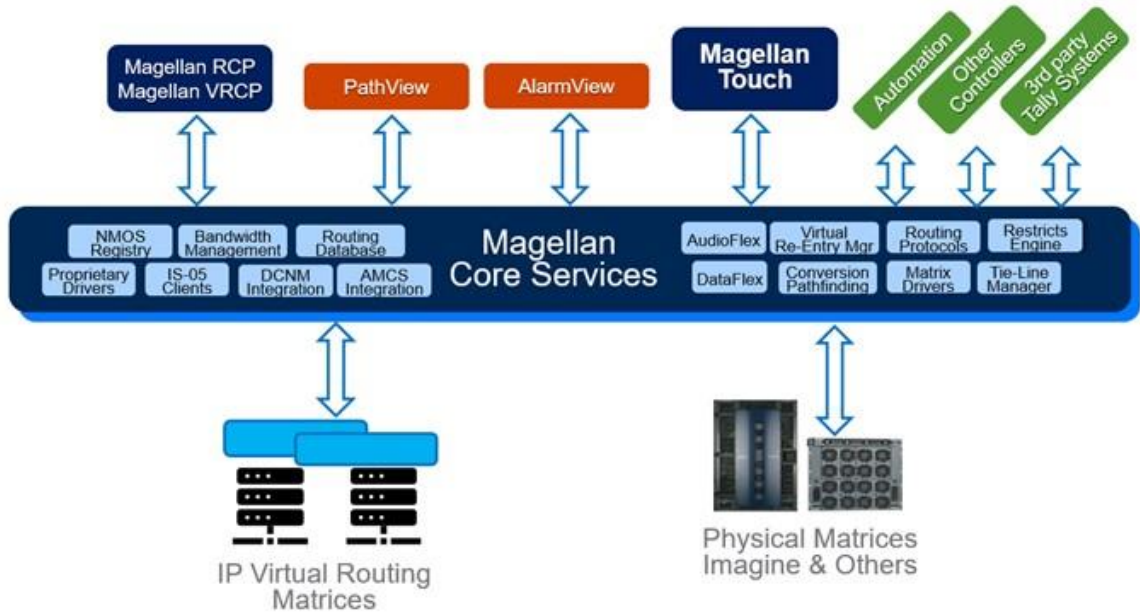 Magellan RCP
Magellan VRCP
PathView
AlarmView
Magellan
Touch
Automation
Other
Controllers
3rd party
Tally Systems
NMOS
Registry
Bandwidth
Management
Routing
Database
Proprietary
Drivers
IS-05
Clients
DCNM
Integration
AMCS
Integration
Magellan
Core Services
AudioFlex
Virtual
Re-Entry Mgr
Routing
Protocols
Restricts
Engine
DataFlex
Conversion
Pathfinding
Matrix
Drivers
Tie-Line
Manager
IP Virtual Routing
Matrices
Physical Matrices
Imagine & Others